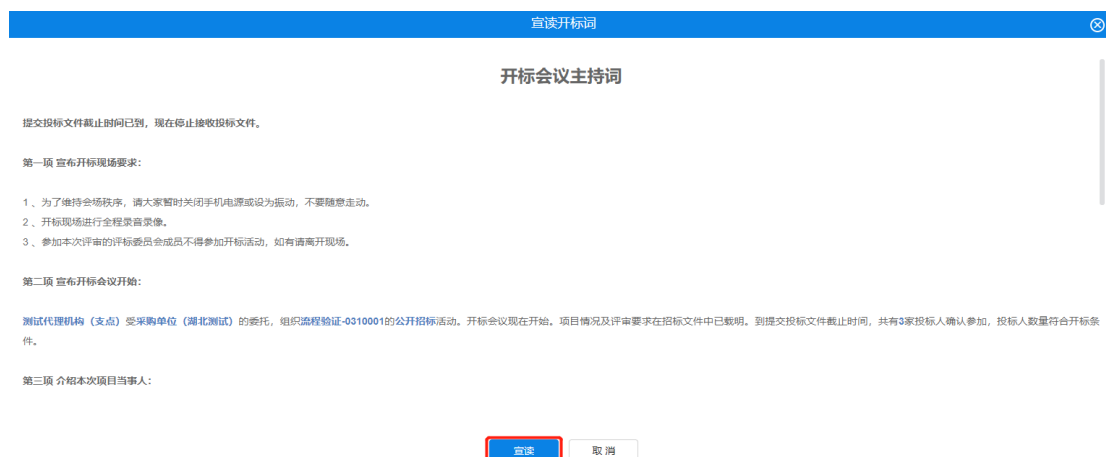 宣读开标词
开标会议主持词
提交投标文件截止时间已到，现在停止接收投标文件。
第一项 宣布开标现场要求：
1 、为了维持会场秩序，请大家暂时关闭手机电源或设为振动，不要随意走动。
2 、开标现场进行全程录音录像。
3 、参加本次评审的评标委员会成员不得参加开标活动，如有请离开现场。
第二项 宣布开标会议开始：
测试代理机构（支点）受采购单位（湖北测试）的委托，组织流程验证-0310001的公开招标活动。开标会议现在开始。项目情况及评审要求在招标文件中已载明。到提交投标文件截止时间，共有3家投标人确认参加，投标人数量符合开标条
件。
第三项 介绍本次项目当事人：
宣读 取 消